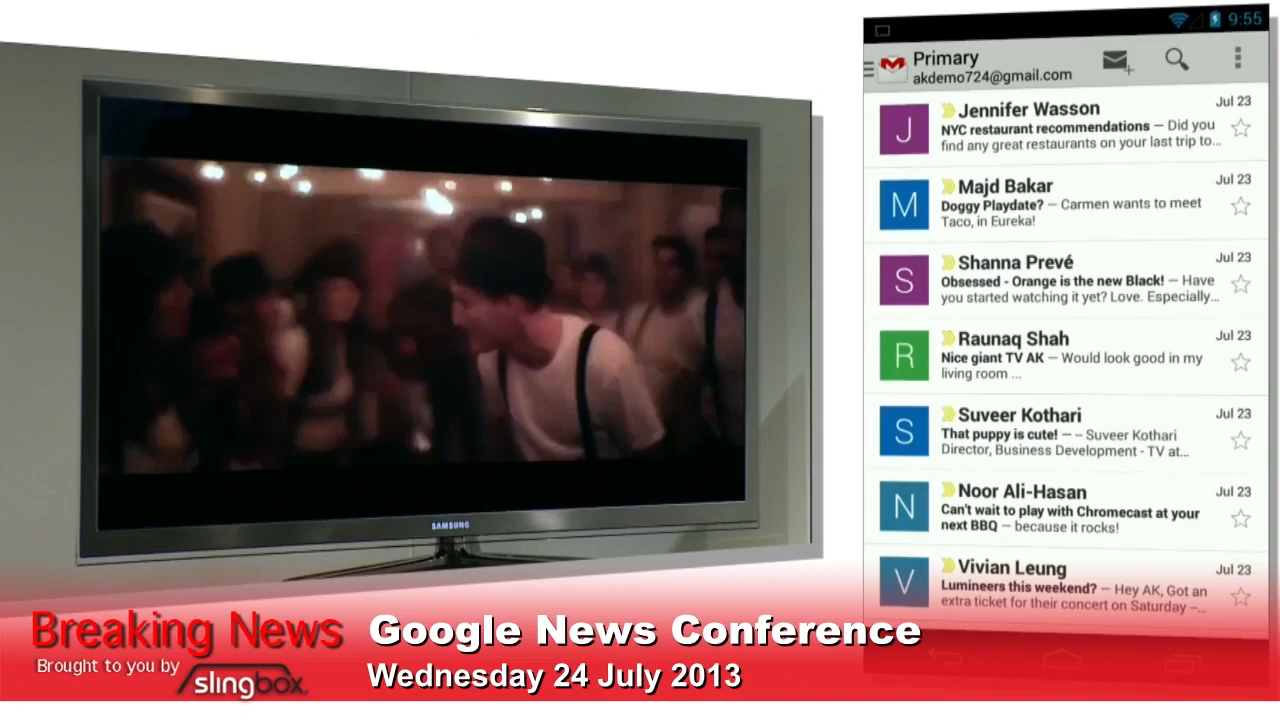 SAMSUNG
9:55
Primary
akdemo724@gmail.com
J
Jennifer Wasson
Jul 23
NYC restaurant recommendations – Did you
find any great restaurants on your last trip to...
M
Majd Bakar
Jul 23
Doggy Playdate? – Carmen wants to meet
Taco, in Eureka!
S
Shanna Prevé
Jul 23
Obsessed - Orange is the new Black! – Have
you started watching it yet? Love. Especially...
R
Raunaq Shah
Jul 23
Nice giant TV AK – Would look good in my
living room ...
S
Suveer Kothari
Jul 23
That puppy is cute! – – Suveer Kothari
Director, Business Development - TV at...
N
Noor Ali-Hasan
Jul 23
Can't wait to play with Chromecast at your
next BBQ – because it rocks!
V
Vivian Leung
Jul 23
Lumineers this weekend? – Hey AK, Got an
extra ticket for their concert on Saturday –...
Breaking News
Brought to you by
slingbox.
Google News Conference
Wednesday 24 July 2013